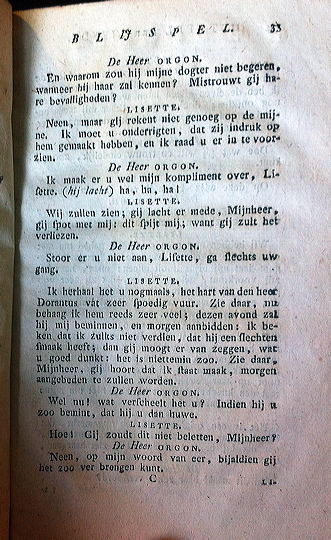 BLIJSPEL. 33
De Heer ORGON.
En waarom zou hij mijne dogter niet begeren,
wanneer hij haar zal kennen? Mistrouwt gij ha-
re bevalligheden?
LISETTE.
Neen, maar gij rekent niet genoeg op de mij-
ne. Ik moet u onderrigten, dat zij indruk op
hem gemaakt hebben, en ik raad u er in te voor-
zien.
De Heer ORGON.
Ik maak er u wel mijn kompliment over, Li-
sette. (hij lacht) ha, ha, ha!
LISETTE.
Wij zullen zien; gij lacht er mede, Mijnheer,
gij spot met mij: dit spijt mij; want gij zult het
verliezen.
De Heer ORGON.
Stoor er u niet aan, Lisette, ga slechts uw
gang.
LISETTE.
Ik herhaal het u nogmaals, het hart van den heer
Dorantus vat zeer spoedig vuur. Zie daar, nu
behaag ik hem reeds zeer veel; dezen avond zal
hij mij beminnen, en morgen aanbidden: ik be-
ken dat ik zulks niet verdien, dat hij een slechten
smaak heeft; dan gij moogt er van zeggen, wat
u goed dunkt: het is niettemin zoo. Zie daar,
Mijnheer, gij hoort dat ik staat maak, morgen
aangebeden te zullen worden.
De Heer ORGON.
Wel nu! wat verscheelt het u? Indien hij u
zoo bemint, dat hij u dan huwe.
LISETTE.
Hoe! Gij zoudt dit niet beletten, Mijnheer?
De Heer ORGON.
Neen, op mijn woord van eer, bijaldien gij
het zoo ver brengen kunt.
C LI-